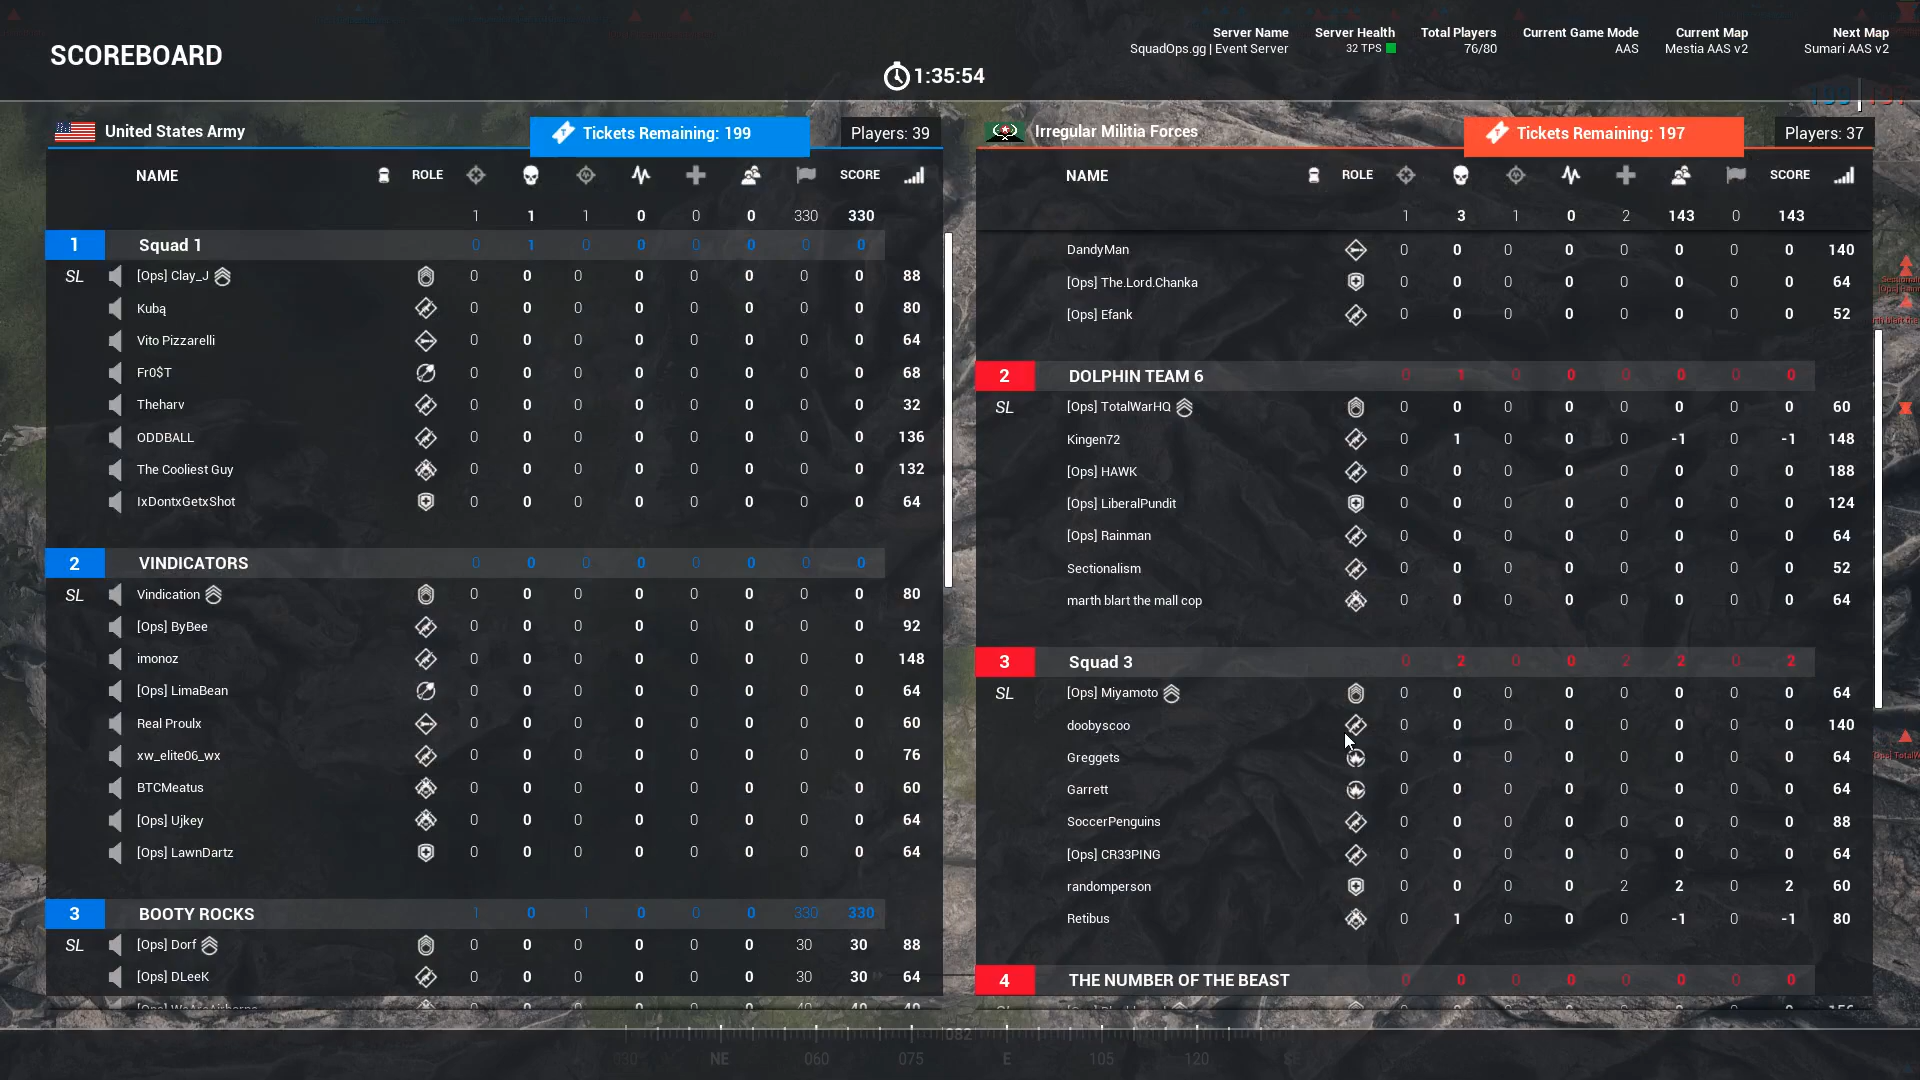 SCOREBOARD
Server Name Server Health Total Players Current Game Mode Current Map Next Map
SquadOps.gg | Event Server 32 TPS 76/80 AAS Mestia AAS v2 Sumari AAS v2
1:35:54
United States Army Tickets Remaining: 199 Players: 39
NAME ROLE SCORE
1 1 1 0 0 0 330 330
1 Squad 1 0 1 0 0 0 0 0 0
SL [Ops] Clay_J 0 0 0 0 0 0 0 0 88
Kubą 0 0 0 0 0 0 0 0 80
Vito Pizzarelli 0 0 0 0 0 0 0 0 64
Fr0$T 0 0 0 0 0 0 0 0 68
Theharv 0 0 0 0 0 0 0 0 32
ODDBALL 0 0 0 0 0 0 0 0 136
The Cooliest Guy 0 0 0 0 0 0 0 0 132
IxDontxGetxShot 0 0 0 0 0 0 0 0 64
2 VINDICATORS 0 0 0 0 0 0 0 0
SL Vindication 0 0 0 0 0 0 0 0 80
[Ops] ByBee 0 0 0 0 0 0 0 0 92
imonoz 0 0 0 0 0 0 0 0 148
[Ops] LimaBean 0 0 0 0 0 0 0 0 64
Real Proulx 0 0 0 0 0 0 0 0 60
xw_elite06_wx 0 0 0 0 0 0 0 0 76
BTCMeatus 0 0 0 0 0 0 0 0 60
[Ops] Ujkey 0 0 0 0 0 0 0 0 64
[Ops] LawnDartz 0 0 0 0 0 0 0 0 64
3 BOOTY ROCKS 1 0 1 0 0 0 330 330
SL [Ops] Dorf 0 0 0 0 0 0 30 30 88
[Ops] DLeeK 0 0 0 0 0 0 30 30 64
Irregular Militia Forces Tickets Remaining: 197 Players: 37
NAME ROLE SCORE
1 3 1 0 2 143 0 143
DandyMan 0 0 0 0 0 0 0 0 140
[Ops] The.Lord.Chanka 0 0 0 0 0 0 0 0 64
[Ops] Efank 0 0 0 0 0 0 0 0 52
2 DOLPHIN TEAM 6 0 1 0 0 0 0 0 0
SL [Ops] TotalWarHQ 0 0 0 0 0 0 0 0 60
Kingen72 0 1 0 0 0 -1 0 -1 148
[Ops] HAWK 0 0 0 0 0 0 0 0 188
[Ops] LiberalPundit 0 0 0 0 0 0 0 0 124
[Ops] Rainman 0 0 0 0 0 0 0 0 64
Sectionalism 0 0 0 0 0 0 0 0 52
marth blart the mall cop 0 0 0 0 0 0 0 0 64
3 Squad 3 0 2 0 0 2 2 0 2
SL [Ops] Miyamoto 0 0 0 0 0 0 0 0 64
doobyscoo 0 0 0 0 0 0 0 0 140
Greggets 0 0 0 0 0 0 0 0 64
Garrett 0 0 0 0 0 0 0 0 64
SoccerPenguins 0 0 0 0 0 0 0 0 88
[Ops] CR33PING 0 0 0 0 0 0 0 0 64
randomperson 0 0 0 0 2 2 0 2 60
Retibus 0 1 0 0 0 -1 0 -1 80
4 THE NUMBER OF THE BEAST 0 0 0 0 0 0 0 0
082
030 NE 060 075 E 105 120 SE